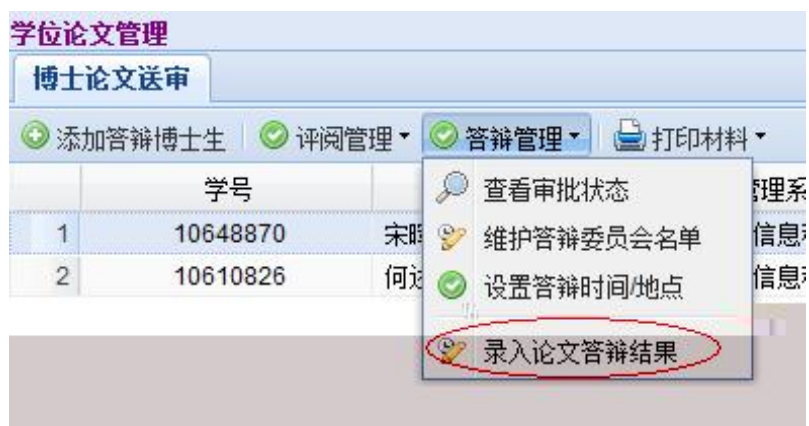 学位论文管理
博士论文送审
添加答辩博士生 评阅管理 答辩管理 打印材料
学号 管理系
1 10648870 宋 信息
2 10610826 何 信息
查看审批状态
维护答辩委员会名单
设置答辩时间/地点
录入论文答辩结果